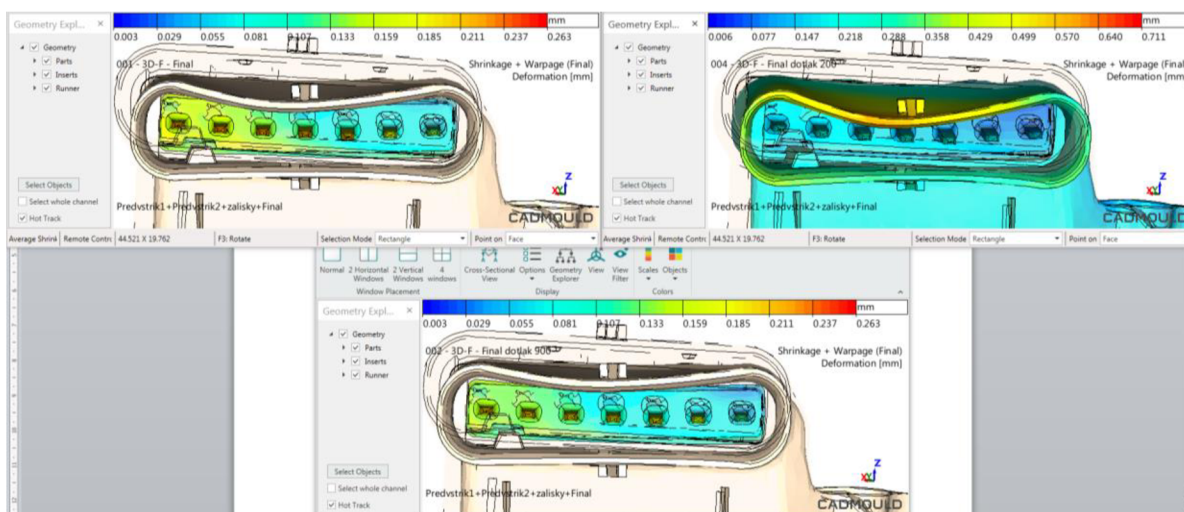 Geometry Expl... ×
mm
0.003 0.029 0.055 0.081 0.107 0.133 0.159 0.185 0.211 0.237 0.263
Geometry
Parts
Inserts
Runner
001 - 3D-F - Final
Shrinkage + Warpage (Final)
Deformation [mm]
Select Objects
Select whole channel
Hot Track
Z
Predvstrik1+Predvstrik2+zalisky+Final
CADMOULD
Average Shrink Remote Contr 44.521 X 19.762 F3: Rotate Selection Mode Rectangle Point on Face
Geometry Expl... ×
mm
0.006 0.077 0.147 0.218 0.288 0.358 0.429 0.499 0.570 0.640 0.711
Geometry
Parts
Inserts
Runner
004 - 3D-F - Final dotlak 200
Shrinkage + Warpage (Final)
Deformation [mm]
Select Objects
Select whole channel
Hot Track
Z
Predvstrik1+Predvstrik2+zalisky+Final
CADMOULD
Average Shrink Remote Contr 44.521 X 19.762 F3: Rotate Selection Mode Rectangle Point on Face
Normal 2 Horizontal Windows 2 Vertical Windows 4 windows Cross-Sectional View Options Geometry Explorer View View Filter Scales Objects
Window Placement Display Colors
Geometry Expl... ×
mm
0.003 0.029 0.055 0.081 0.107 0.133 0.159 0.185 0.211 0.237 0.263
Geometry
Parts
Inserts
Runner
002 - 3D-F - Final dotlak 900
Shrinkage + Warpage (Final)
Deformation [mm]
Select Objects
Select whole channel
Hot Track
Z
Predvstrik1+Predvstrik2+zalisky+Final
CADMOULD